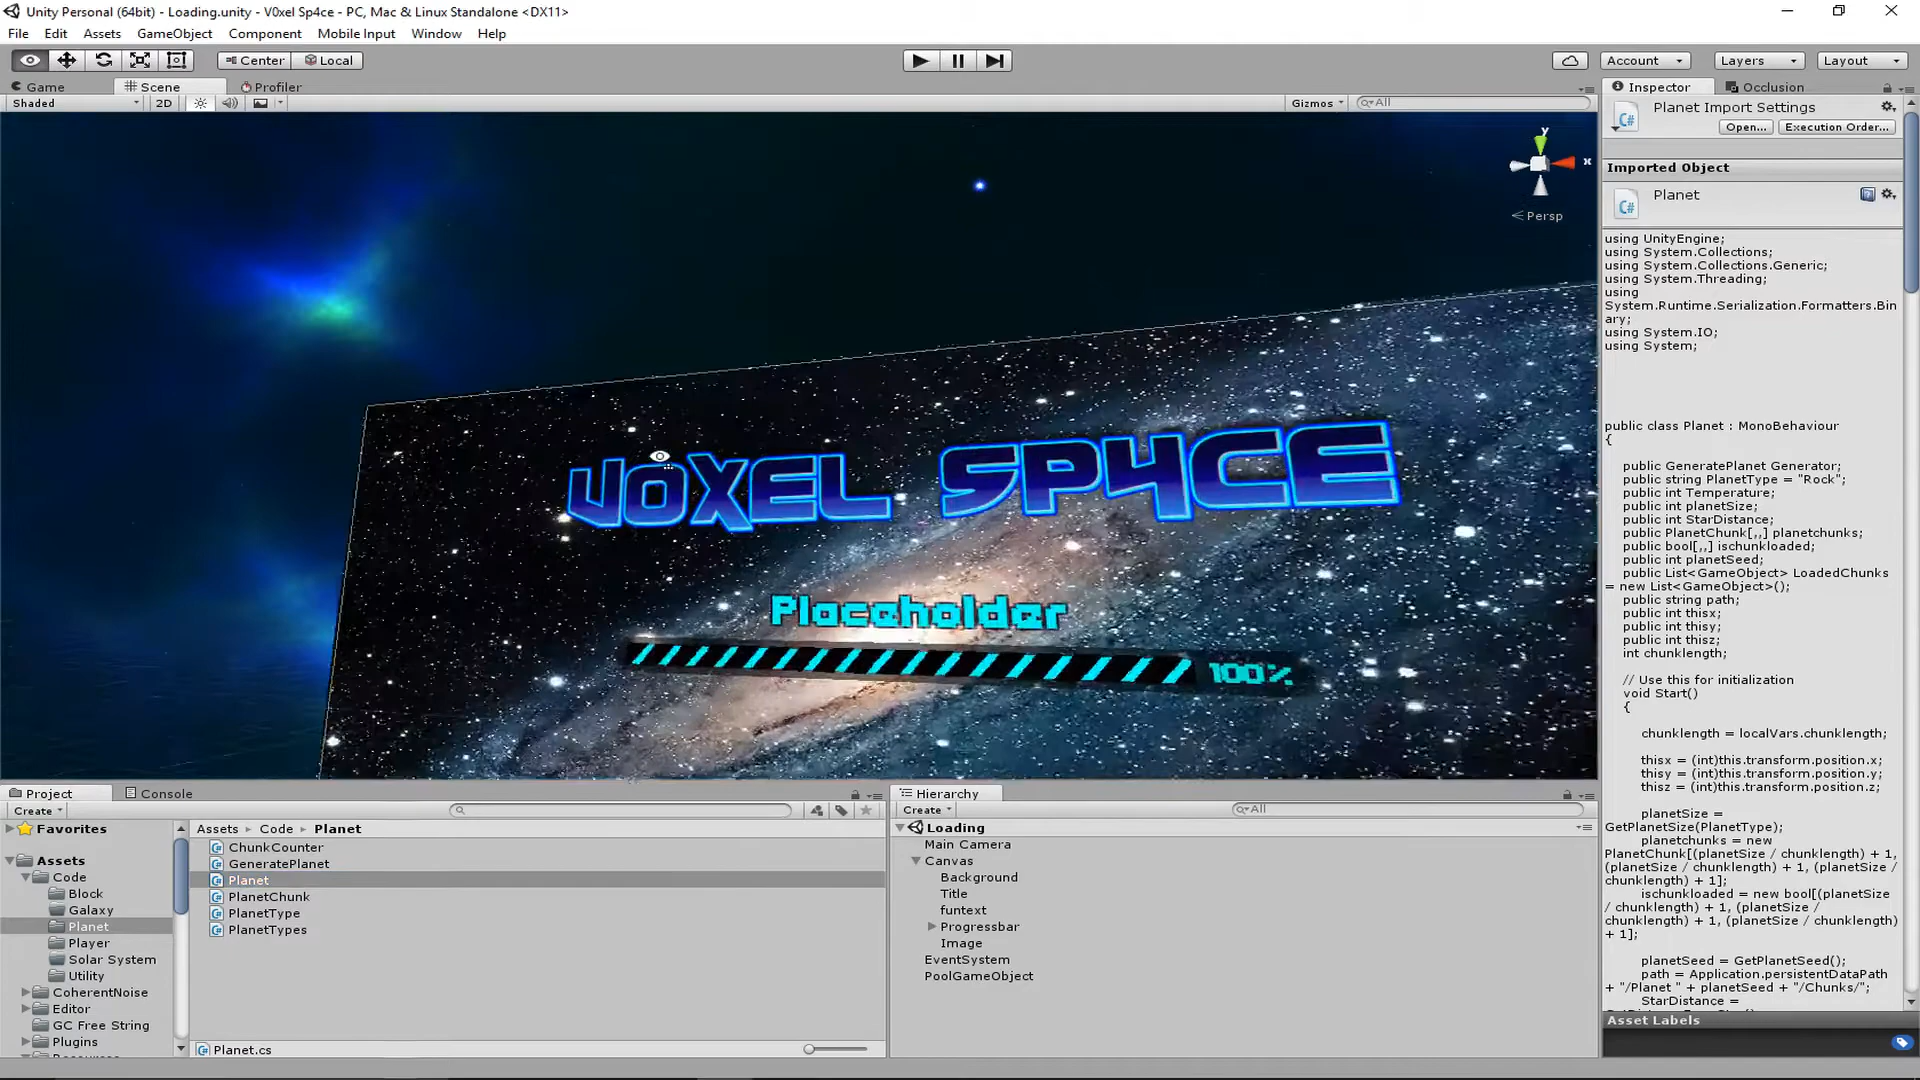 Unity Personal (64bit) - Loading.unity - V0xel Sp4ce - PC, Mac & Linux Standalone <DX11>
File Edit Assets GameObject Component Mobile Input Window Help
Center Local Account Layers Layout
Game Scene Profiler
Shaded 2D Gizmos All
y
x
Persp
V0XEL SP4CE
Placeholder
100%
Inspector Occlusion
Planet Import Settings
Open... Execution Order...
Imported Object
Planet
using UnityEngine;
using System.Collections;
using System.Collections.Generic;
using System.Threading;
using
System.Runtime.Serialization.Formatters.Bin
ary;
using System.IO;
using System;
public class Planet : MonoBehaviour
{
public GeneratePlanet Generator;
public string PlanetType = "Rock";
public int Temperature;
public int planetSize;
public int StarDistance;
public PlanetChunk[,,] planetchunks;
public bool[,,] ischunkloaded;
public int planetSeed;
public List<GameObject> LoadedChunks
= new List<GameObject>();
public string path;
public int thisx;
public int thisy;
public int thisz;
int chunklength;
// Use this for initialization
void Start()
{
chunklength = localVars.chunklength;
thisx = (int)this.transform.position.x;
thisy = (int)this.transform.position.y;
thisz = (int)this.transform.position.z;
planetSize =
GetPlanetSize(PlanetType);
planetchunks = new
PlanetChunk[(planetSize / chunklength) + 1,
(planetSize / chunklength) + 1, (planetSize /
chunklength) + 1];
ischunkloaded = new bool[(planetSize
/ chunklength) + 1, (planetSize /
chunklength) + 1, (planetSize / chunklength)
+ 1];
planetSeed = GetPlanetSeed();
path = Application.persistentDataPath
+ "/Planet " + planetSeed + "/Chunks/";
StarDistance =
Asset Labels
Project Console
Create
Favorites
Assets
Code
Block
Galaxy
Planet
Player
Solar System
Utility
CoherentNoise
Editor
GC Free String
Plugins
Assets Code Planet
ChunkCounter
GeneratePlanet
Planet
PlanetChunk
PlanetType
PlanetTypes
Planet.cs
Hierarchy
Create All
Loading
Main Camera
Canvas
Background
Title
funtext
Progressbar
Image
EventSystem
PoolGameObject